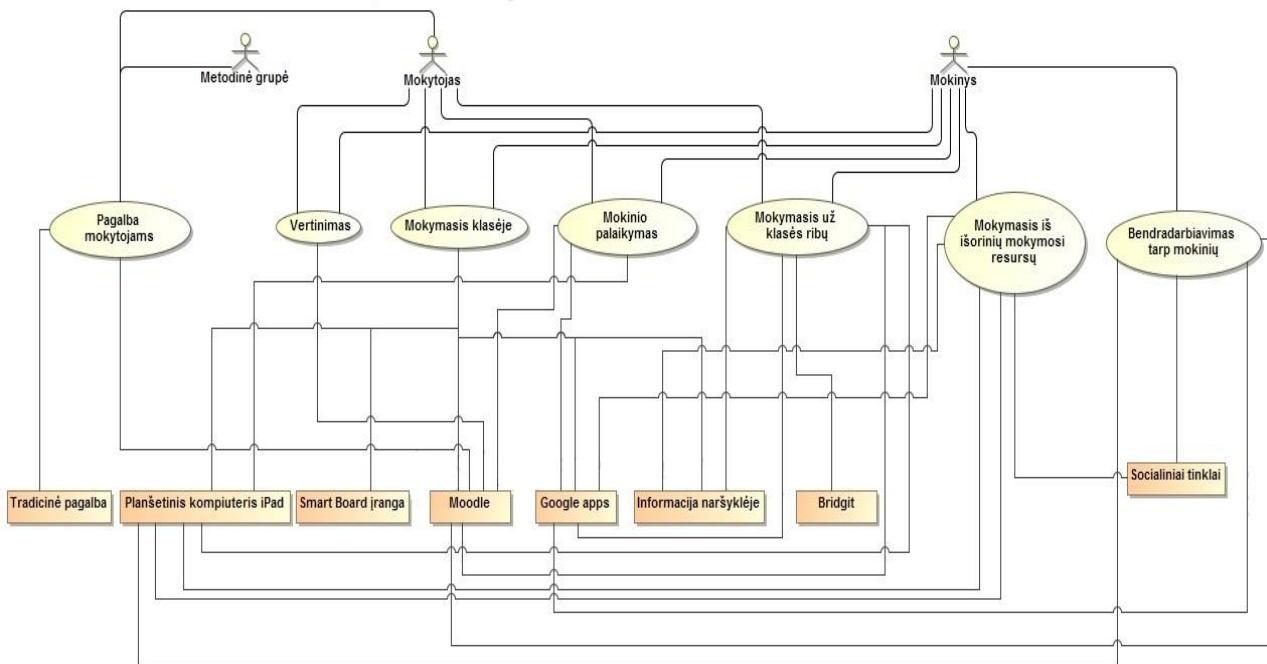 Metodinė grupė
Mokytojas
Mokinys
Pagalba
mokytojams
Vertinimas
Mokymasis klasėje
Mokinio
palaikymas
Mokymasis už
klasės ribų
Mokymasis iš
išorinių mokymosi
resursų
Bendradarbiavimas
tarp mokinių
Tradicinė pagalba
Planšetinis kompiuteris iPad
Smart Board įranga
Moodle
Google apps
Informacija naršyklėje
Bridgit
Socialiniai tinklai